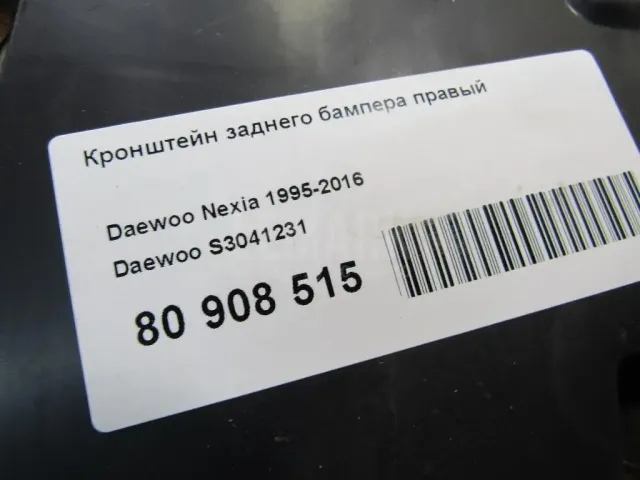 Кронштейн заднего бампера правый
Daewoo Nexia 1995-2016
Daewoo S3041231
80 908 515